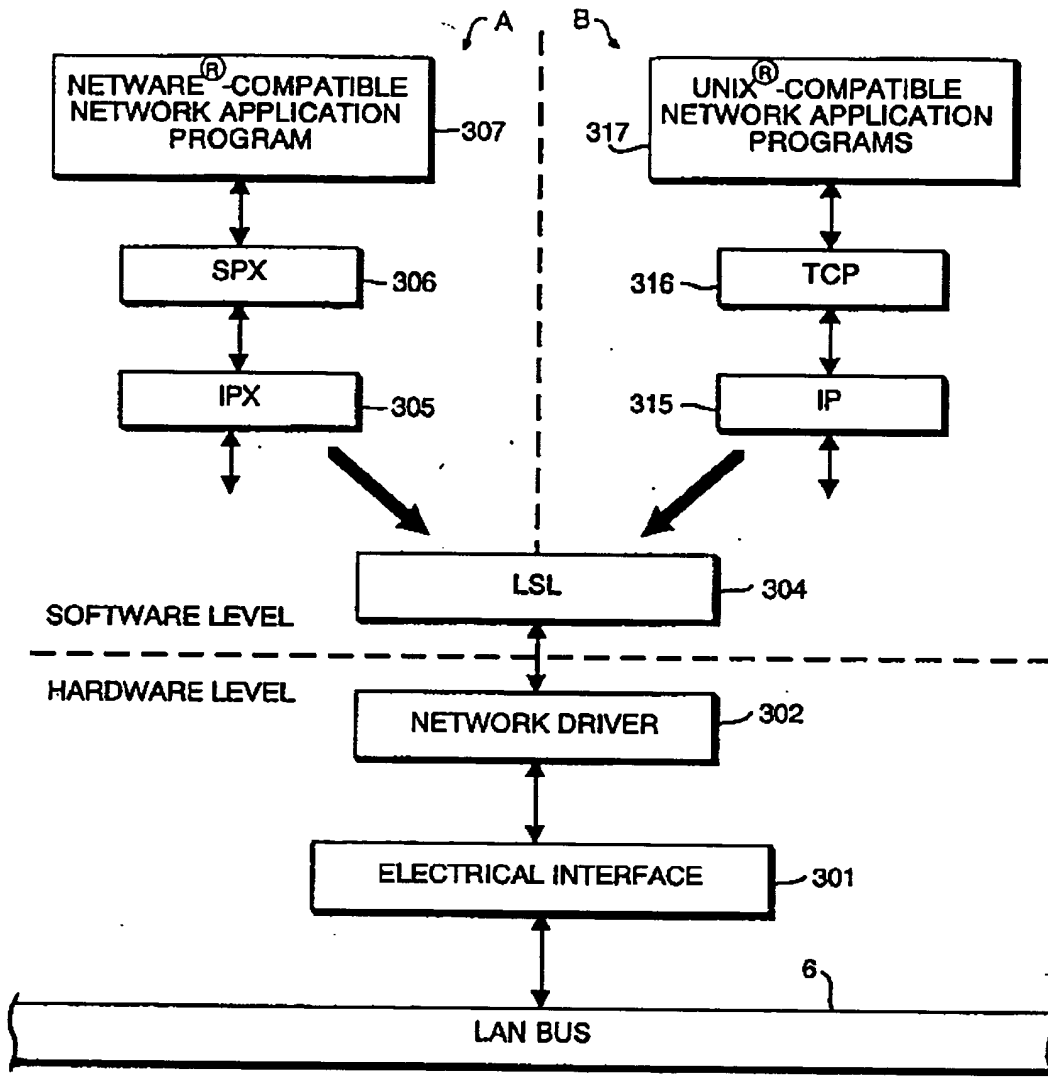 A
B
NETWARE®-COMPATIBLE
NETWORK APPLICATION
PROGRAM
307
UNIX®-COMPATIBLE
NETWORK APPLICATION
PROGRAMS
317
SPX
306
TCP
316
IPX
305
IP
315
LSL
304
SOFTWARE LEVEL
HARDWARE LEVEL
NETWORK DRIVER
302
ELECTRICAL INTERFACE
301
6
LAN BUS